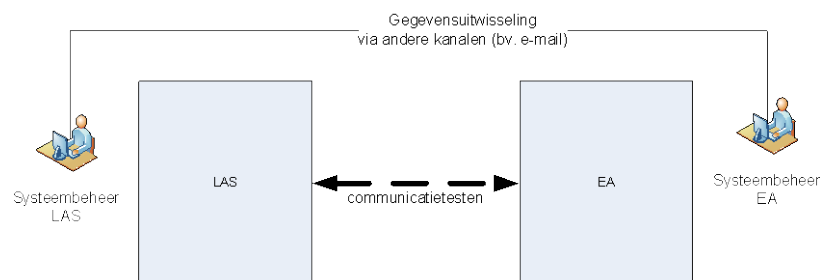 Gegevensuitwisseling
via andere kanalen (bv. e-mail)
LAS
EA
communicatietesten
Systeembeheer
LAS
Systeembeheer
EA